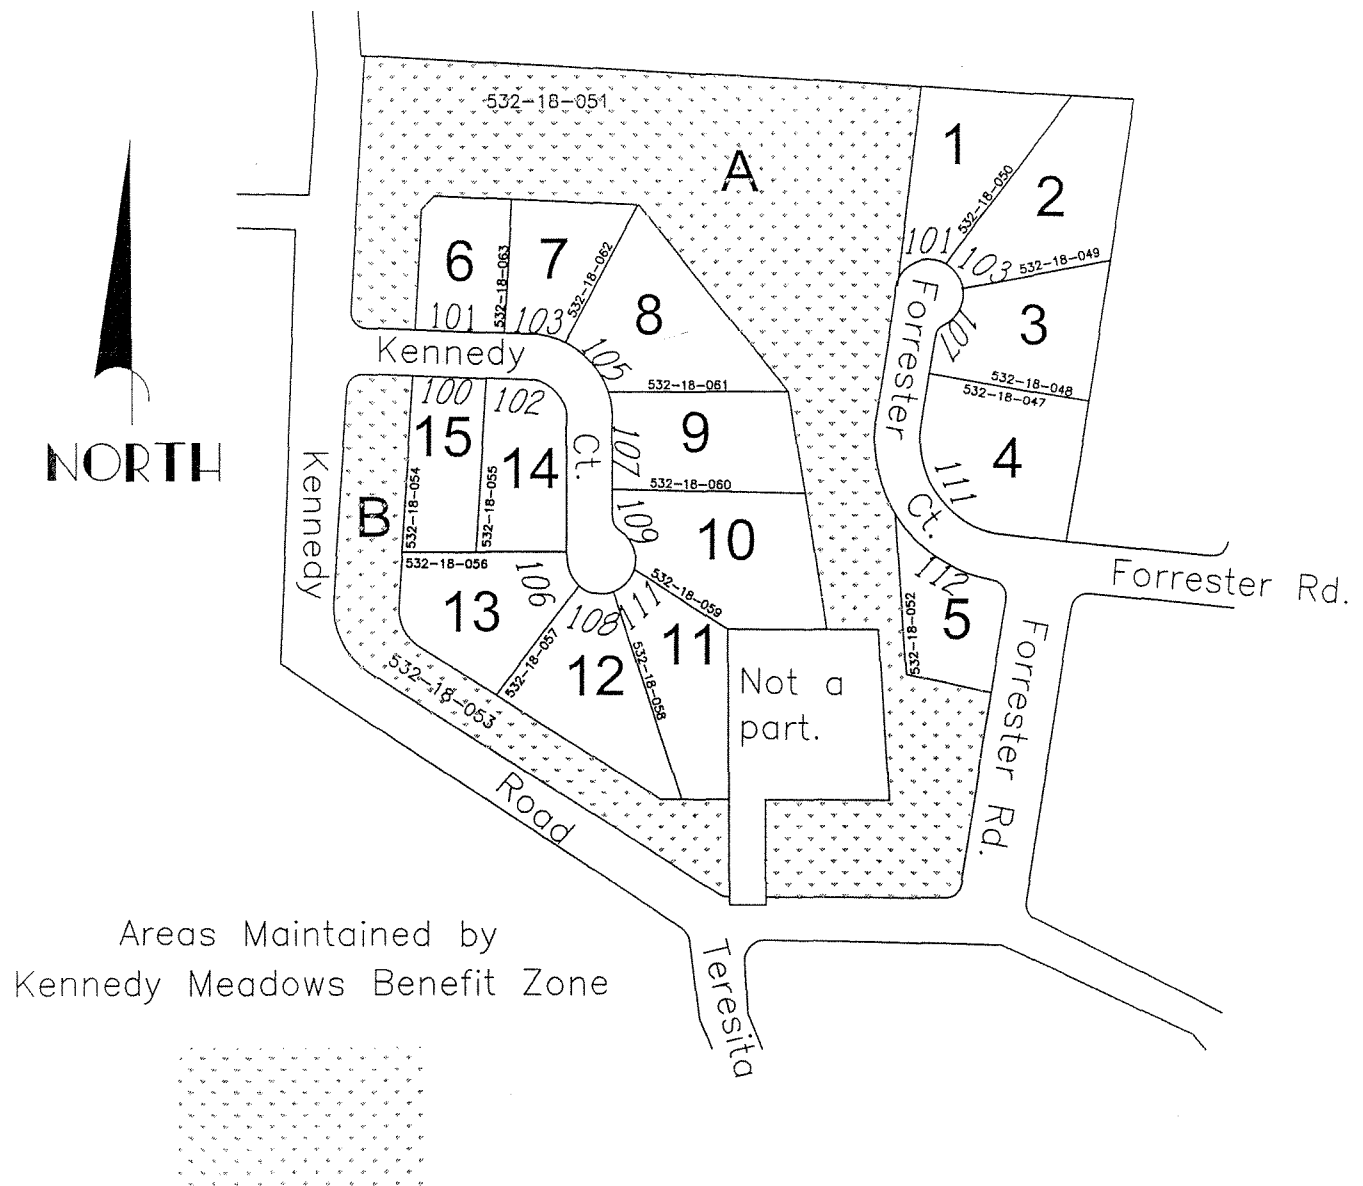 532-18-051
A
1
532-18-050
2
101
103
532-18-049
6
532-18-063
7
532-18-062
8
101
103
105
3
107
Forrester
Kennedy
532-18-061
532-18-048
532-18-047
100
102
15
14
Ct.
9
107
4
111
Ct.
NORTH
Kennedy
B
532-18-054
532-18-055
532-18-060
109
10
532-18-056
106
13
532-18-059
112
5
532-18-052
Forrester Rd.
108
111
532-18-057
12
532-18-058
11
Not a
part.
532-18-053
Forrester Rd.
Road
Areas Maintained by
Kennedy Meadows Benefit Zone
Teresita